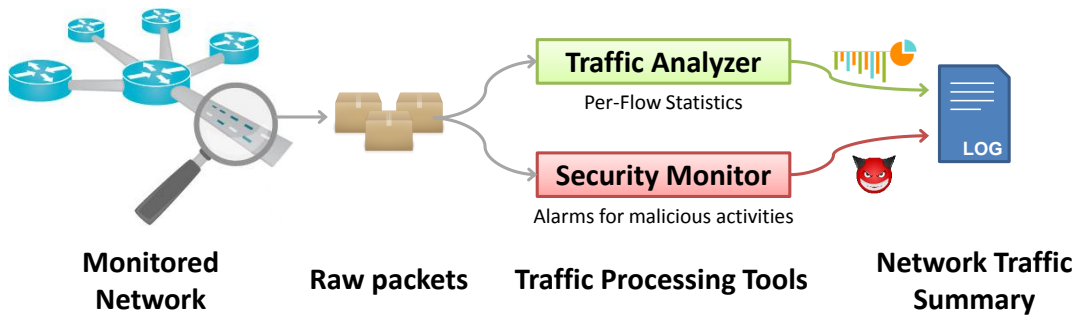 Traffic Analyzer
Per-Flow Statistics
LOG
Security Monitor
Alarms for malicious activities
Monitored
Network
Raw packets
Traffic Processing Tools
Network Traffic
Summary